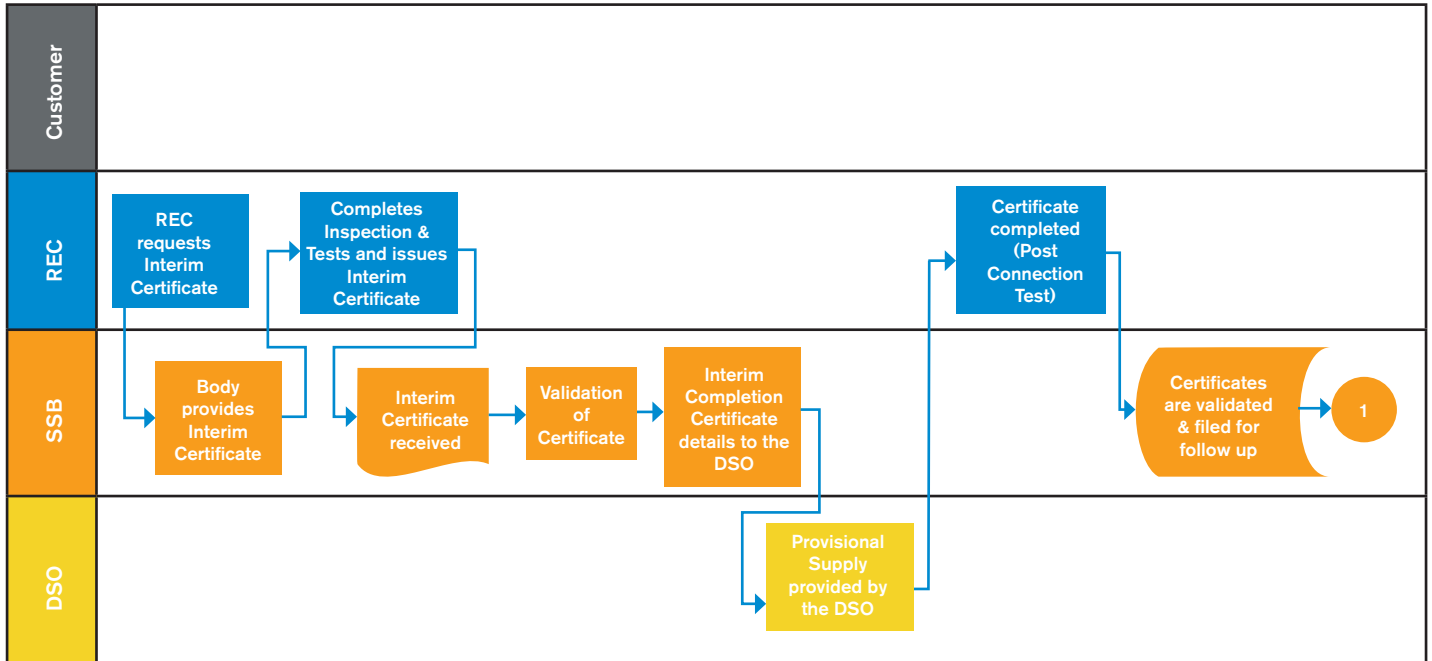 Customer
REC
REC
requests
Interim
Certificate
Completes
Inspection &
Tests and issues
Interim
Certificate
Certificate
completed
(Post
Connection
Test)
SSB
Body
provides
Interim
Certificate
Interim
Certificate
received
Validation
of
Certificate
Interim
Completion
Certificate
details to the
DSO
Certificates
are validated
& filed for
follow up
1
DSO
Provisional
Supply
provided by
the DSO